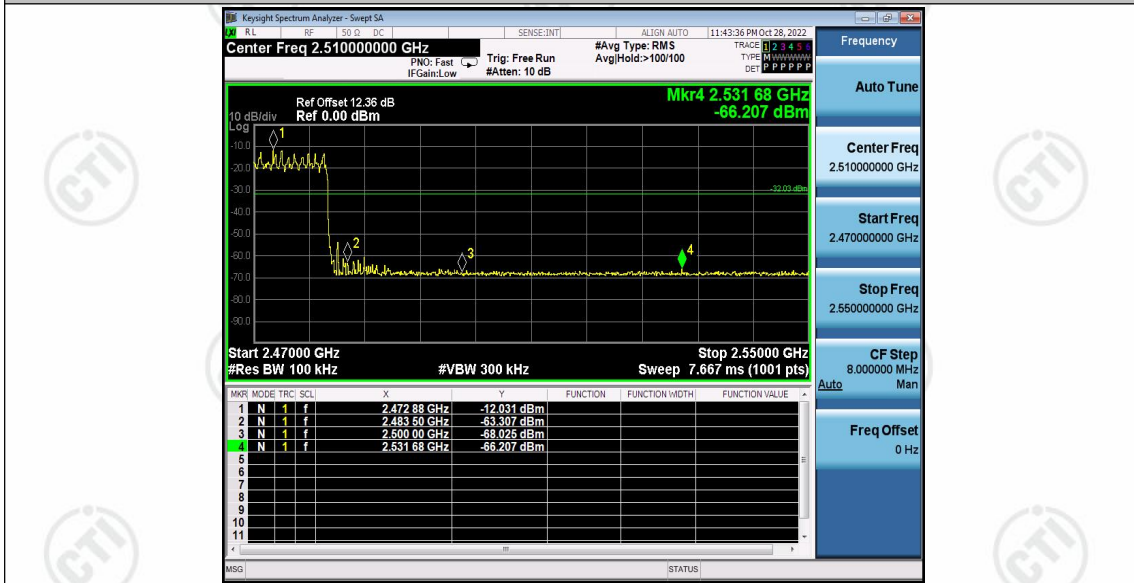 Keysight Spectrum Analyzer - Swept SA
LXI RL RF 50 Ω DC SENSE:INT ALIGN AUTO 11:43:36 PM Oct 28, 2022
Center Freq 2.510000000 GHz
PNO: Fast
IFGain:Low
Trig: Free Run
#Atten: 10 dB
#Avg Type: RMS
Avg|Hold:>100/100
TRACE 1 2 3 4 5 6
TYPE MWWWWW
DET P P P P P P
Mkr4 2.531 68 GHz
-66.207 dBm
Ref Offset 12.36 dB
10 dB/div Ref 0.00 dBm
Log
-10.0
-20.0
-30.0
-40.0
-50.0
-60.0
-70.0
-80.0
-90.0
1
2
3
4
-32.03 dBm
Start 2.47000 GHz Stop 2.55000 GHz
#Res BW 100 kHz #VBW 300 kHz Sweep 7.667 ms (1001 pts)
MKR MODE TRC SCL X Y FUNCTION FUNCTION WIDTH FUNCTION VALUE
1 N 1 f 2.472 88 GHz -12.031 dBm
2 N 1 f 2.483 50 GHz -63.307 dBm
3 N 1 f 2.500 00 GHz -68.025 dBm
4 N 1 f 2.531 68 GHz -66.207 dBm
5
6
7
8
9
10
11
MSG STATUS
Frequency
Auto Tune
Center Freq
2.510000000 GHz
Start Freq
2.470000000 GHz
Stop Freq
2.550000000 GHz
CF Step
8.000000 MHz
Auto Man
Freq Offset
0 Hz
CTI
CTI
CTI
CTI